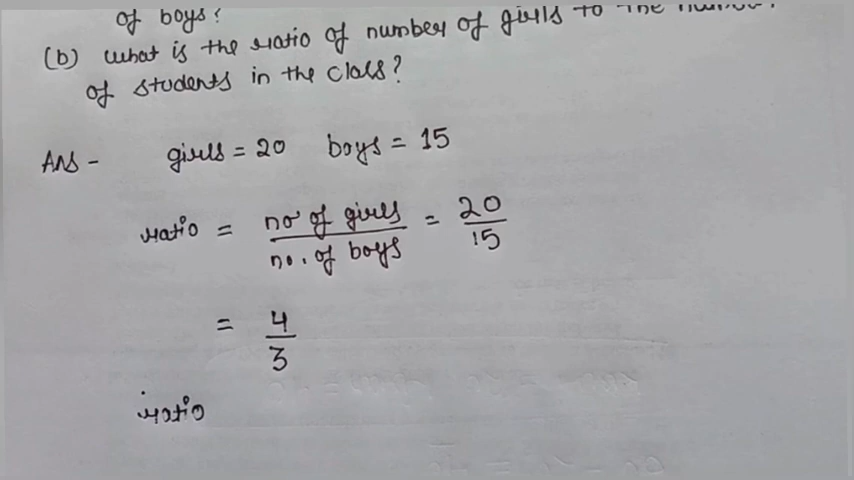 of boys?
(b) What is the ratio of number of girls to the number
of students in the class?
Ans - girls = 20 boys = 15
ratio = no of girls / no. of boys = 20 / 15
= 4 / 3
ratio